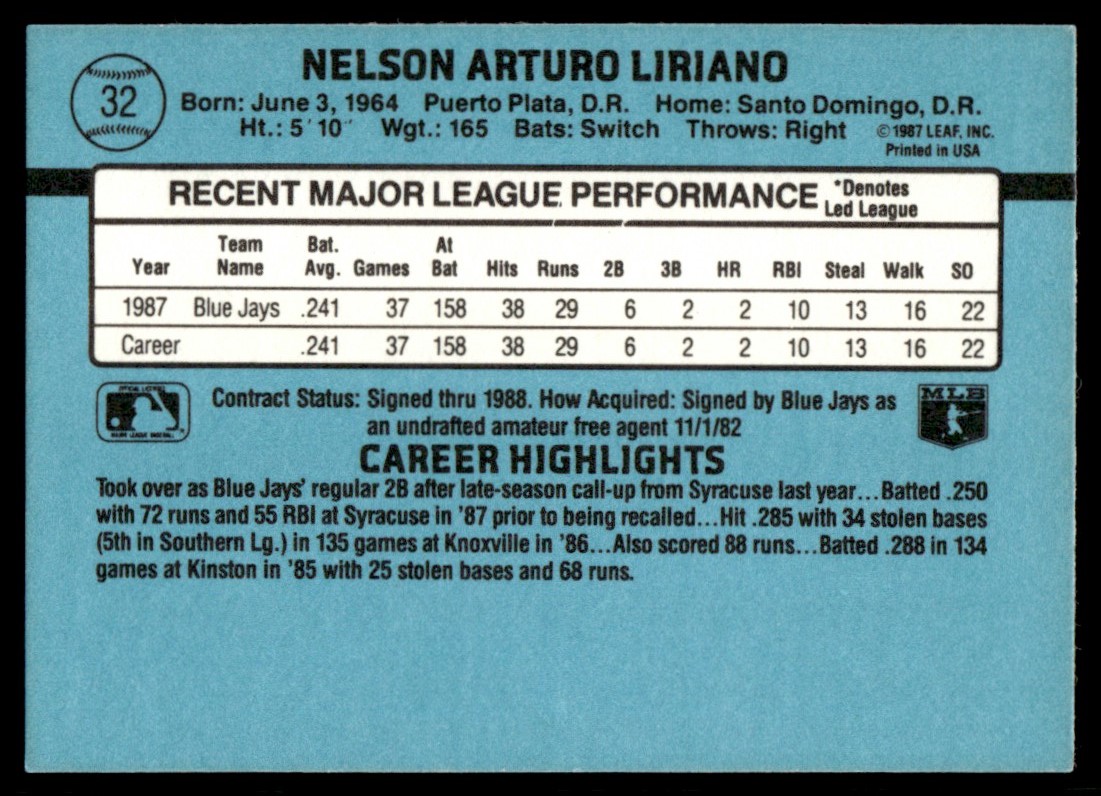 32
NELSON ARTURO LIRIANO
Born: June 3, 1964 Puerto Plata, D.R. Home: Santo Domingo, D.R.
Ht.: 5' 10" Wgt.: 165 Bats: Switch Throws: Right ©1987 LEAF, INC.
Printed in USA
RECENT MAJOR LEAGUE PERFORMANCE *Denotes
Led League
Year Team Name Bat. Avg. Games At Bat Hits Runs 2B 3B HR RBI Steal Walk SO
1987 Blue Jays .241 37 158 38 29 6 2 2 10 13 16 22
Career .241 37 158 38 29 6 2 2 10 13 16 22
OFFICIAL LICENSEE
MAJOR LEAGUE BASEBALL
MLB
Contract Status: Signed thru 1988. How Acquired: Signed by Blue Jays as
an undrafted amateur free agent 11/1/82
CAREER HIGHLIGHTS
Took over as Blue Jays' regular 2B after late-season call-up from Syracuse last year...Batted .250
with 72 runs and 55 RBI at Syracuse in '87 prior to being recalled...Hit .285 with 34 stolen bases
(5th in Southern Lg.) in 135 games at Knoxville in '86...Also scored 88 runs...Batted .288 in 134
games at Kinston in '85 with 25 stolen bases and 68 runs.